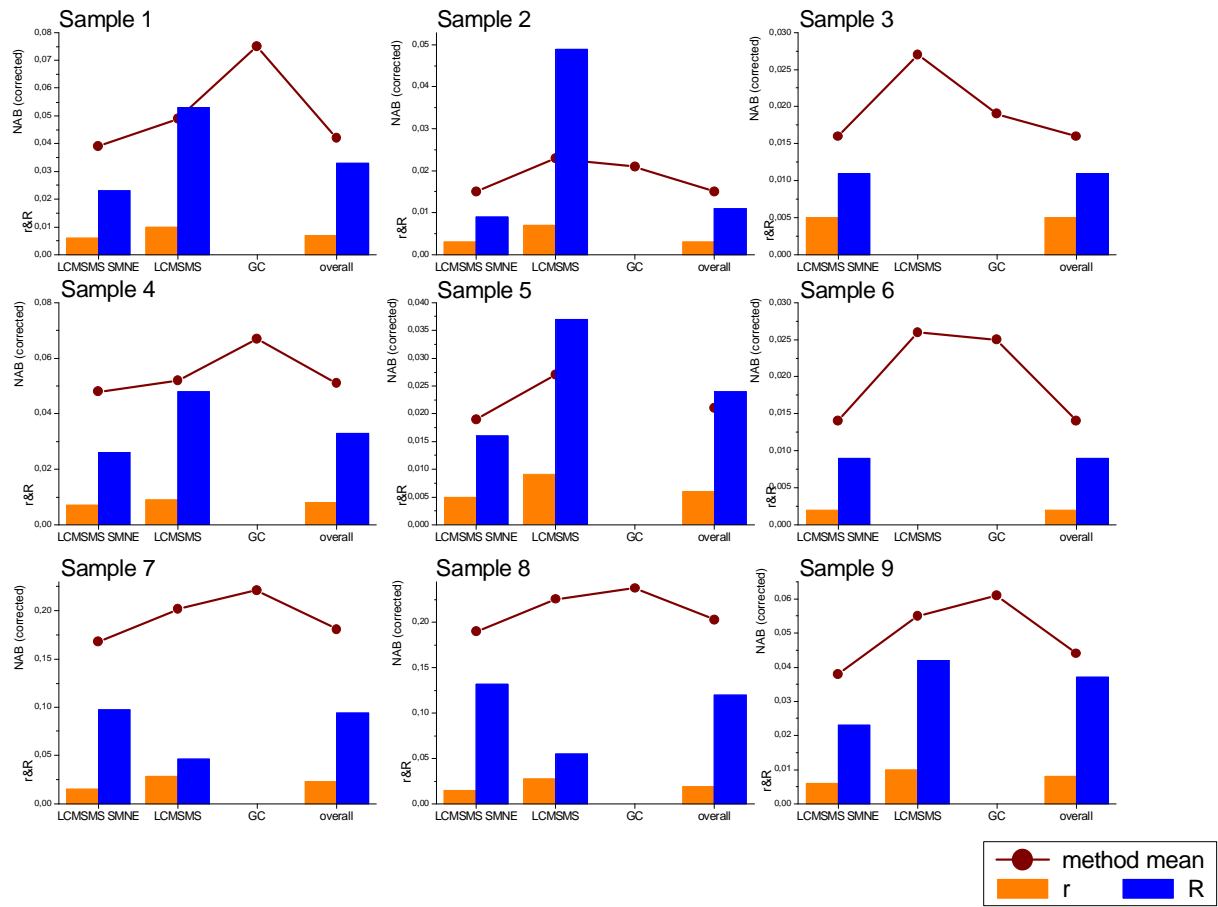 Sample 1
NAB (corrected)
r&R
0,08
0,07
0,06
0,05
0,04
0,03
0,02
0,01
0,00
LCMSMS SMNE LCMSMS GC overall
Sample 2
NAB (corrected)
r&R
0,05
0,04
0,03
0,02
0,01
0,00
LCMSMS SMNE LCMSMS GC overall
Sample 3
NAB (corrected)
r&R
0,030
0,025
0,020
0,015
0,010
0,005
0,000
LCMSMS SMNE LCMSMS GC overall
Sample 4
NAB (corrected)
r&R
0,08
0,06
0,04
0,02
0,00
LCMSMS SMNE LCMSMS GC overall
Sample 5
NAB (corrected)
r&R
0,040
0,035
0,030
0,025
0,020
0,015
0,010
0,005
0,000
LCMSMS SMNE LCMSMS GC overall
Sample 6
NAB (corrected)
r&R
0,030
0,025
0,020
0,015
0,010
0,005
0,000
LCMSMS SMNE LCMSMS GC overall
Sample 7
NAB (corrected)
r&R
0,20
0,15
0,10
0,05
0,00
LCMSMS SMNE LCMSMS GC overall
Sample 8
NAB (corrected)
r&R
0,20
0,15
0,10
0,05
0,00
LCMSMS SMNE LCMSMS GC overall
Sample 9
NAB (corrected)
r&R
0,06
0,05
0,04
0,03
0,02
0,01
0,00
LCMSMS SMNE LCMSMS GC overall
method mean
r R